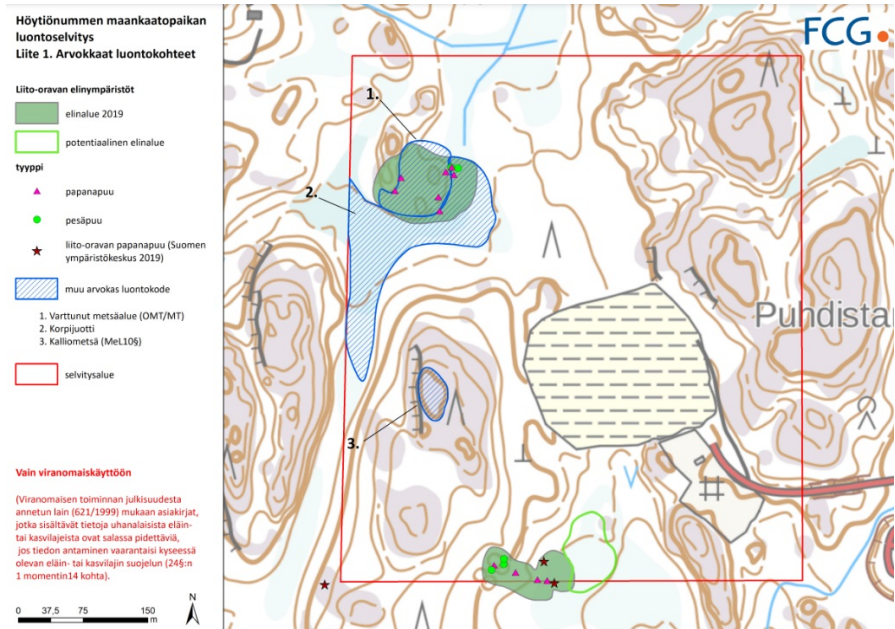 Höytiönnummen maankaatopaikan
luontoselvitys
Liite 1. Arvokkaat luontokohteet
Liito-oravan elinympäristöt
elinalue 2019
potentiaalinen elinalue
tyyppi
papanapuu
pesäpuu
liito-oravan papanapuu (Suomen
ympäristökeskus 2019)
muu arvokas luontokode
1. Varttunut metsäalue (OMT/MT)
2. Korpijuotti
3. Kalliometsä (MeL10§)
selvitysalue
Vain viranomaiskäyttöön
(Viranomaisen toiminnan julkisuudesta
annetun lain (621/1999) mukaan asiakirjat,
jotka sisältävät tietoja uhanalaisista eläin-
tai kasvilajeista ovat salassa pidettäviä,
jos tiedon antaminen vaarantaisi kyseessä
olevan eläin- tai kasvilajin suojelun (24§:n
1 momentin14 kohta).
0 37,5 75 150
m
N
FCG
1.
2.
3.
Puhdistar